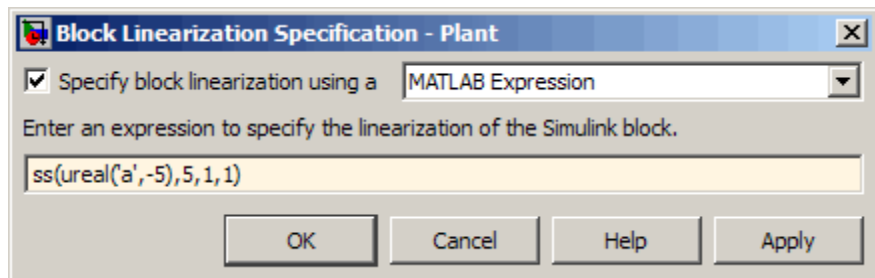 Block Linearization Specification - Plant
Specify block linearization using a MATLAB Expression
Enter an expression to specify the linearization of the Simulink block.
ss(ureal('a',-5),5,1,1)
OK Cancel Help Apply